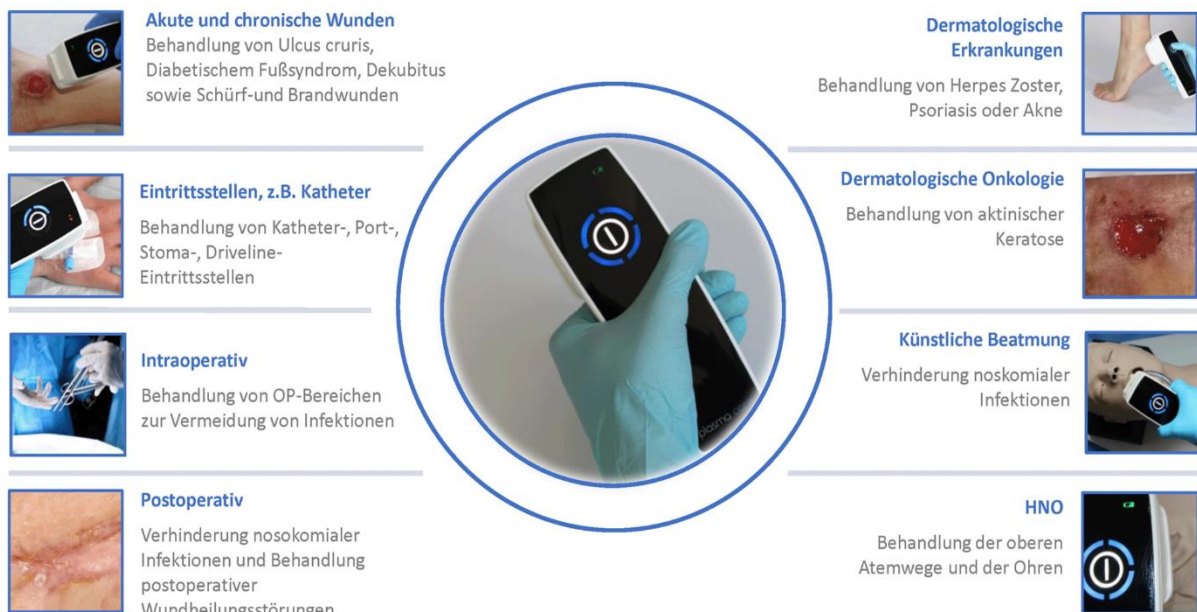 Akute und chronische Wunden
Behandlung von Ulcus cruris,
Diabetischem Fußsyndrom, Dekubitus
sowie Schürf-und Brandwunden
Eintrittsstellen, z.B. Katheter
Behandlung von Katheter-, Port-,
Stoma-, Driveline-
Eintrittsstellen
Intraoperativ
Behandlung von OP-Bereichen
zur Vermeidung von Infektionen
Postoperativ
Verhinderung nosokomialer
Infektionen und Behandlung
postoperativer
Wundheilungsstörungen
plasma
Dermatologische
Erkrankungen
Behandlung von Herpes Zoster,
Psoriasis oder Akne
Dermatologische Onkologie
Behandlung von aktinischer
Keratose
Künstliche Beatmung
Verhinderung noskomialer
Infektionen
HNO
Behandlung der oberen
Atemwege und der Ohren